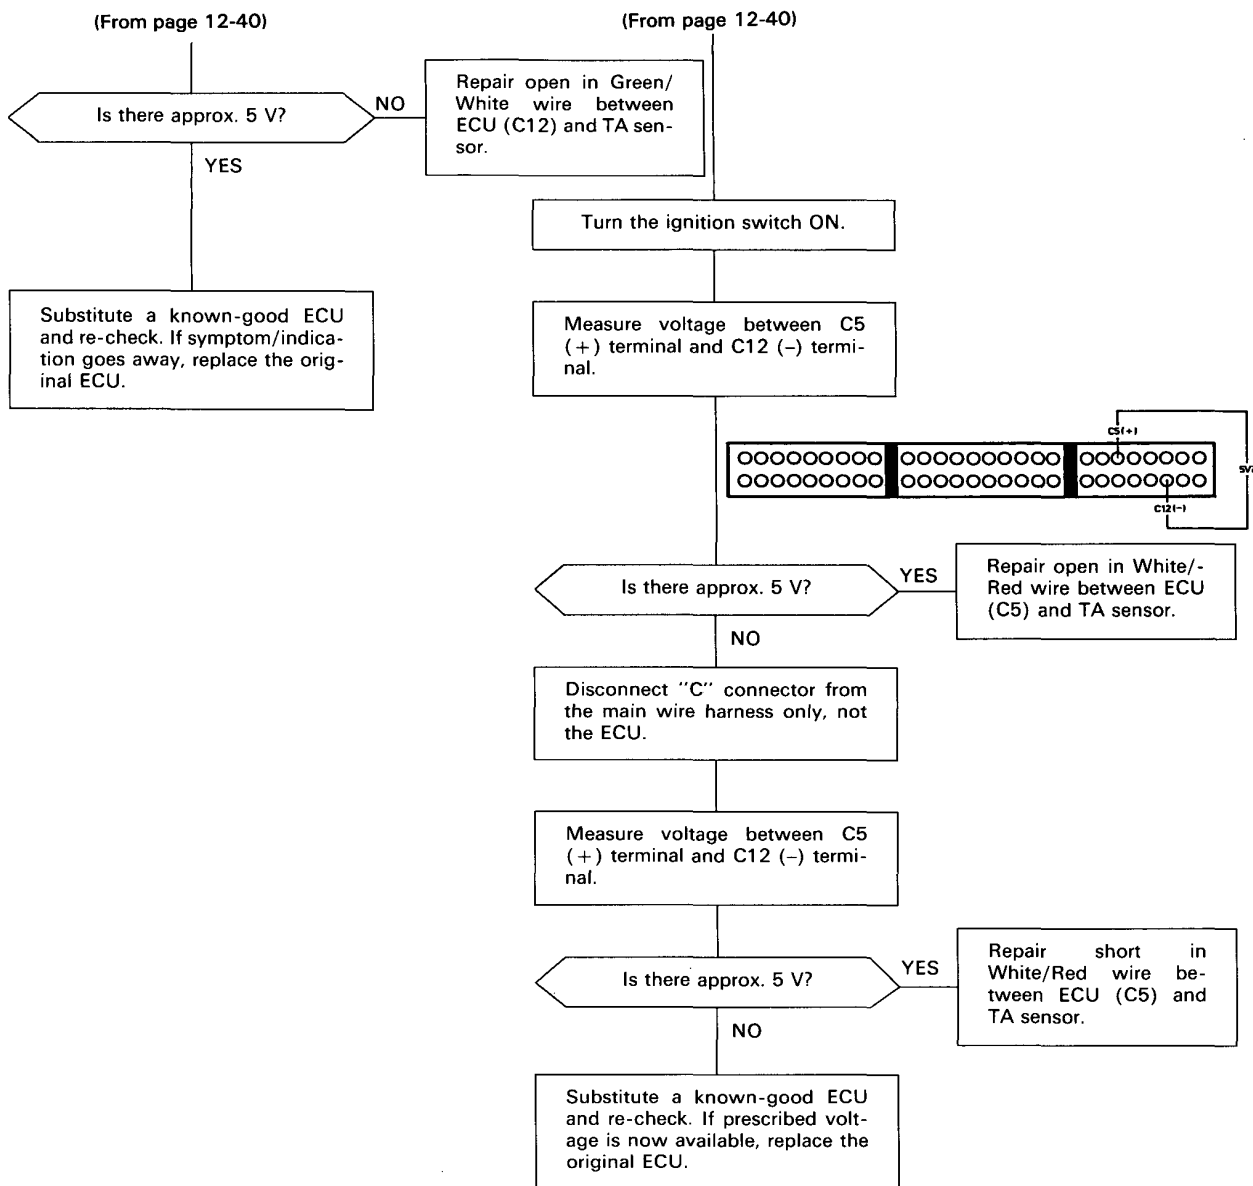 (From page 12-40)
Is there approx. 5 V?
NO
Repair open in Green/
White wire between
ECU (C12) and TA sen-
sor.
YES
Substitute a known-good ECU
and re-check. If symptom/indica-
tion goes away, replace the orig-
inal ECU.
(From page 12-40)
Turn the ignition switch ON.
Measure voltage between C5
(+) terminal and C12 (–) termi-
nal.
C5(+)
5V?
C12(–)
Is there approx. 5 V?
YES
Repair open in White/-
Red wire between ECU
(C5) and TA sensor.
NO
Disconnect "C" connector from
the main wire harness only, not
the ECU.
Measure voltage between C5
(+) terminal and C12 (–) termi-
nal.
Is there approx. 5 V?
YES
Repair short in
White/Red wire be-
tween ECU (C5) and
TA sensor.
NO
Substitute a known-good ECU
and re-check. If prescribed volt-
age is now available, replace the
original ECU.